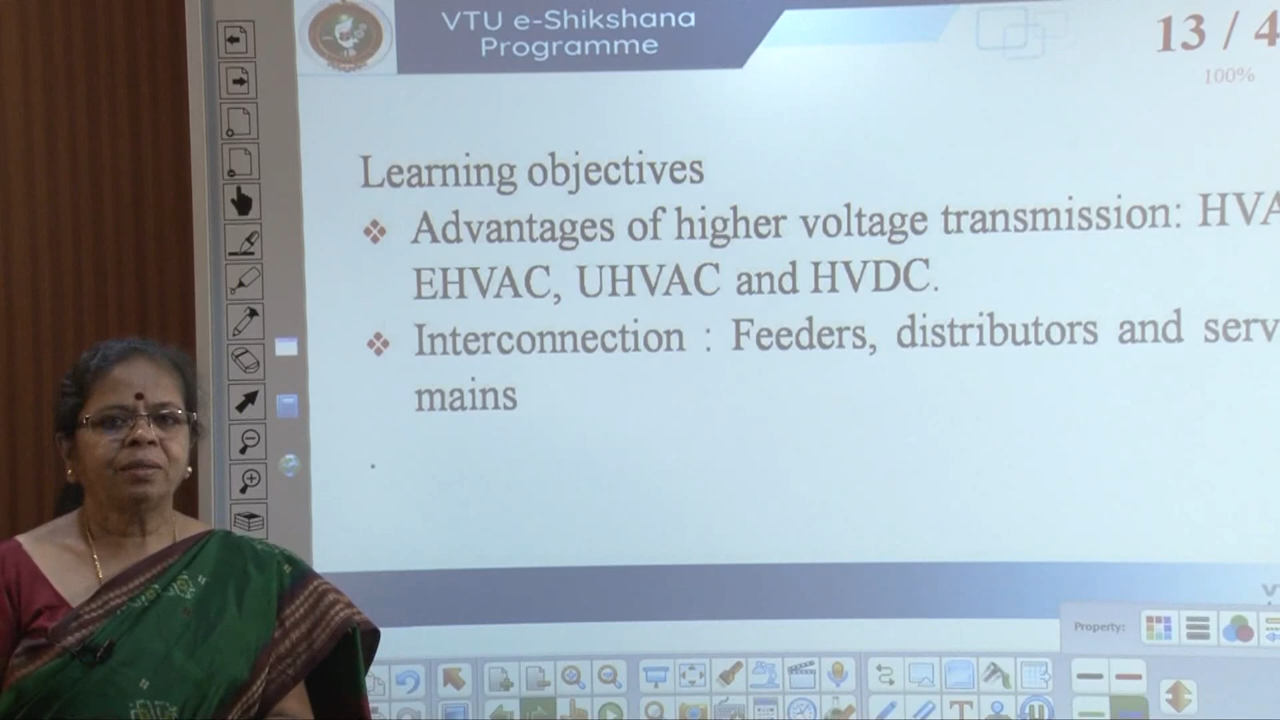 VTU e-Shikshana
Programme
13 / 4
100%
Learning objectives
Advantages of higher voltage transmission: HVA
EHVAC, UHVAC and HVDC.
Interconnection : Feeders, distributors and serv
mains
Property: